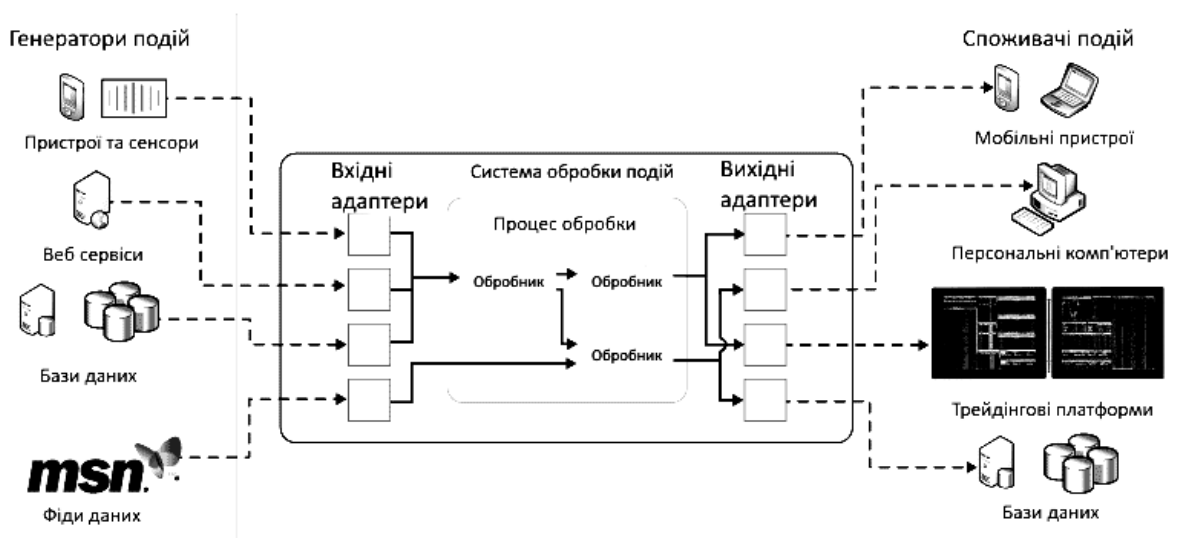 Генератори подій
Пристрої та сенсори
Веб сервіси
Бази даних
msn.
Фіди даних
Вхідні
адаптери
Система обробки подій
Процес обробки
Обробник
Обробник
Обробник
Вихідні
адаптери
Споживачі подій
Мобільні пристрої
Персональні комп'ютери
Трейдінгові платформи
Бази даних